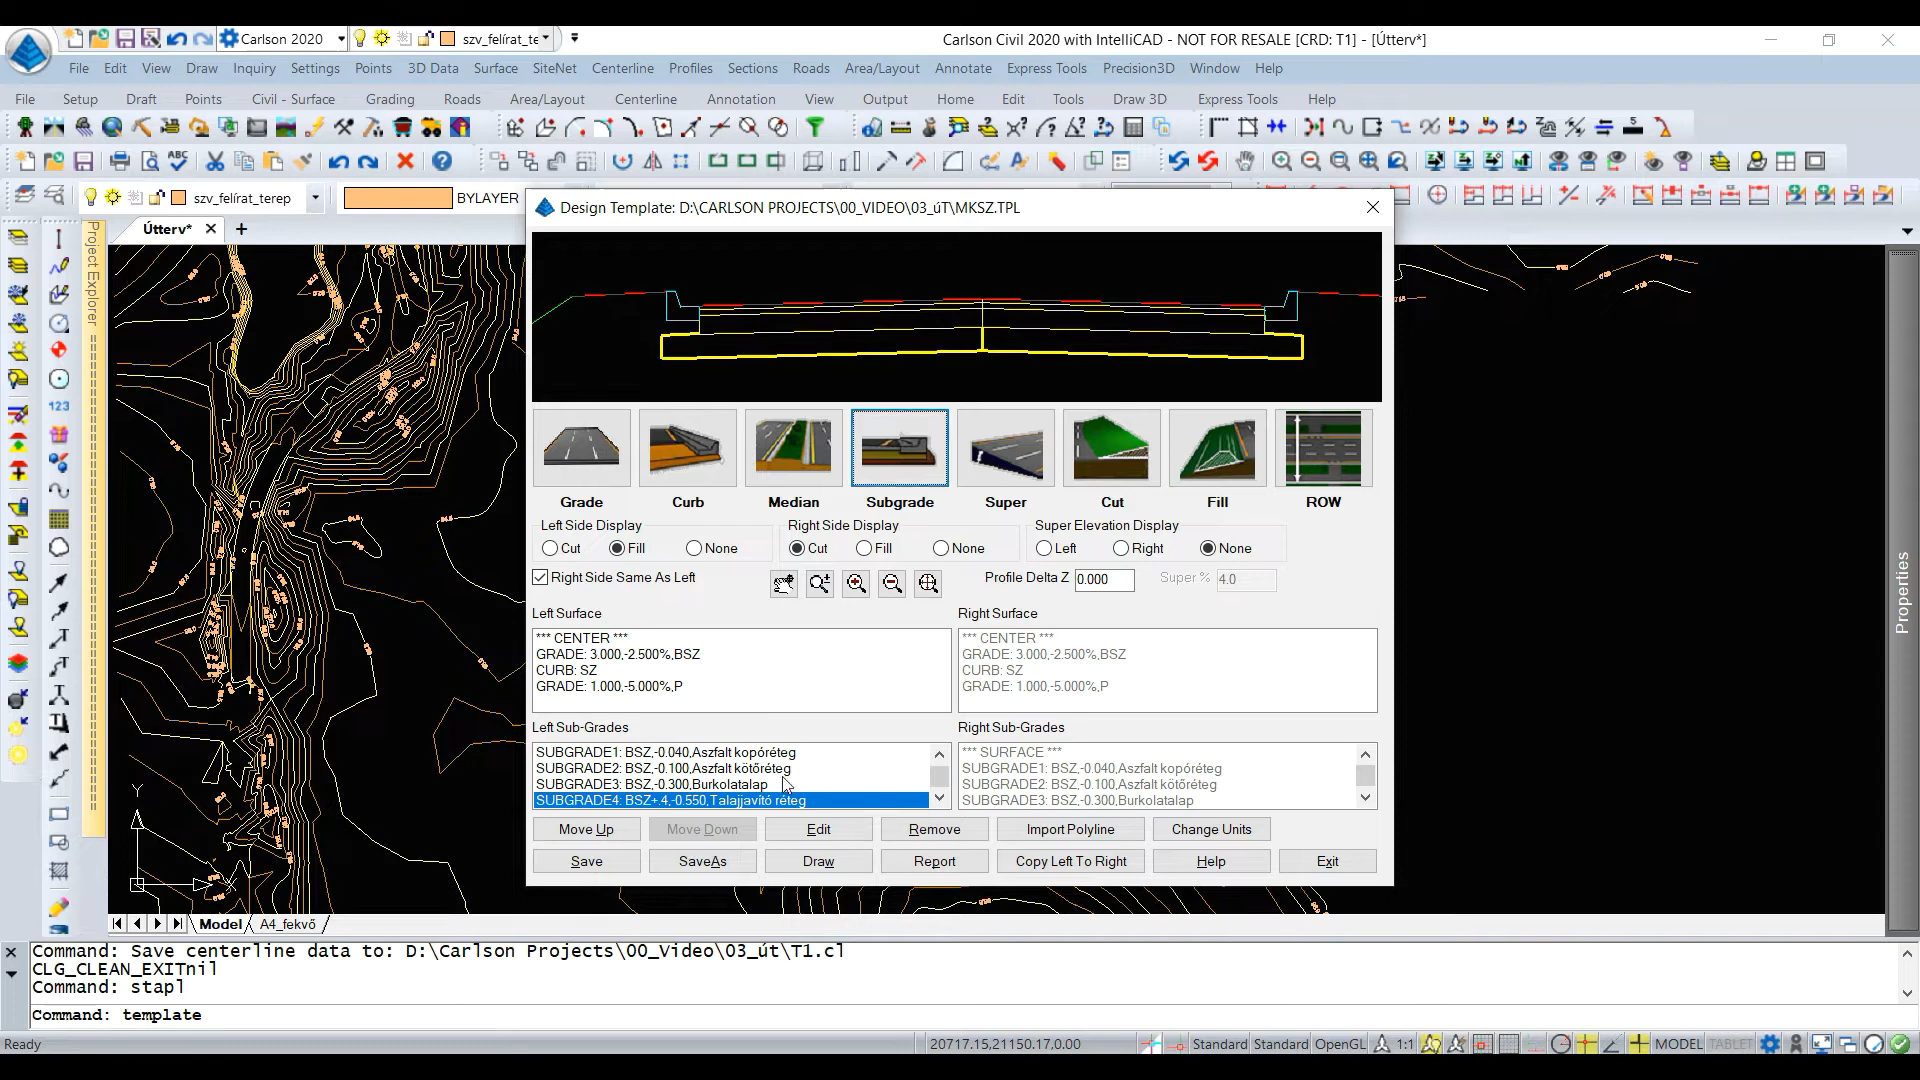 Carlson 2020
szv_felírat_te
Carlson Civil 2020 with IntelliCAD - NOT FOR RESALE [CRD: T1] - [Útterv*]
File Edit View Draw Inquiry Settings Points 3D Data Surface SiteNet Centerline Profiles Sections Roads Area/Layout Annotate Express Tools Precision3D Window Help
File Setup Draft Points Civil - Surface Grading Roads Area/Layout Centerline Annotation View Output Home Edit Tools Draw 3D Express Tools Help
szv_felírat_terep
BYLAYER
Útterv*
Project Explorer
Properties
Design Template: D:\CARLSON PROJECTS\00_VIDEO\03_úT\MKSZ.TPL
Grade Curb Median Subgrade Super Cut Fill ROW
Left Side Display Right Side Display Super Elevation Display
Cut Fill None Cut Fill None Left Right None
Right Side Same As Left Profile Delta Z 0.000 Super % 4.0
Left Surface Right Surface
*** CENTER ***
GRADE: 3.000,-2.500%,BSZ
CURB: SZ
GRADE: 1.000,-5.000%,P
*** CENTER ***
GRADE: 3.000,-2.500%,BSZ
CURB: SZ
GRADE: 1.000,-5.000%,P
Left Sub-Grades Right Sub-Grades
SUBGRADE1: BSZ,-0.040,Aszfalt kopóréteg
SUBGRADE2: BSZ,-0.100,Aszfalt kötőréteg
SUBGRADE3: BSZ,-0.300,Burkolatalap
SUBGRADE4: BSZ+.4,-0.550,Talajjavító réteg
*** SURFACE ***
SUBGRADE1: BSZ,-0.040,Aszfalt kopóréteg
SUBGRADE2: BSZ,-0.100,Aszfalt kötőréteg
SUBGRADE3: BSZ,-0.300,Burkolatalap
Move Up Move Down Edit Remove Import Polyline Change Units
Save SaveAs Draw Report Copy Left To Right Help Exit
Y
X
Model A4_fekvő
Command: Save centerline data to: D:\Carlson Projects\00_Video\03_út\T1.cl
CLG_CLEAN_EXITnil
Command: stapl
Command: template
Ready
20717.15,21150.17,0.00
Standard Standard OpenGL 1:1 MODEL TABLET